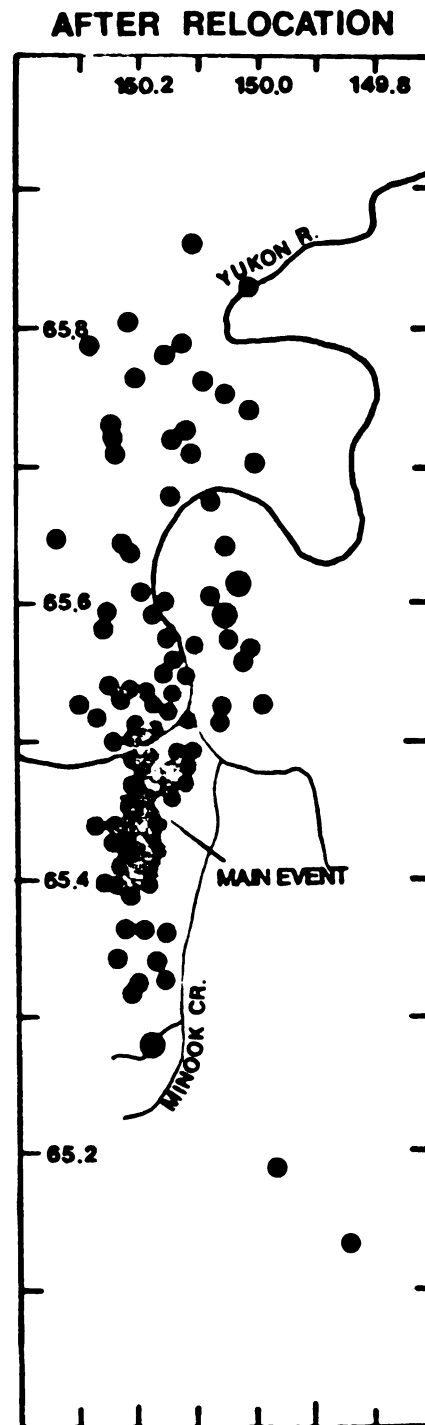 AFTER RELOCATION
150.2 150.0 149.8
YUKON R.
65.8
65.6
65.4
MAIN EVENT
MINOOK CR.
65.2